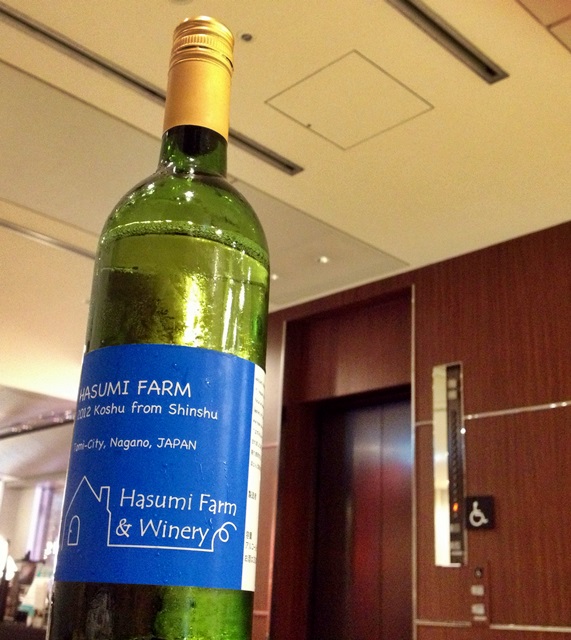 HASUMI FARM
2012 Koshu from Shinshu
Tomi-City, Nagano, JAPAN
Hasumi Farm
& Winery